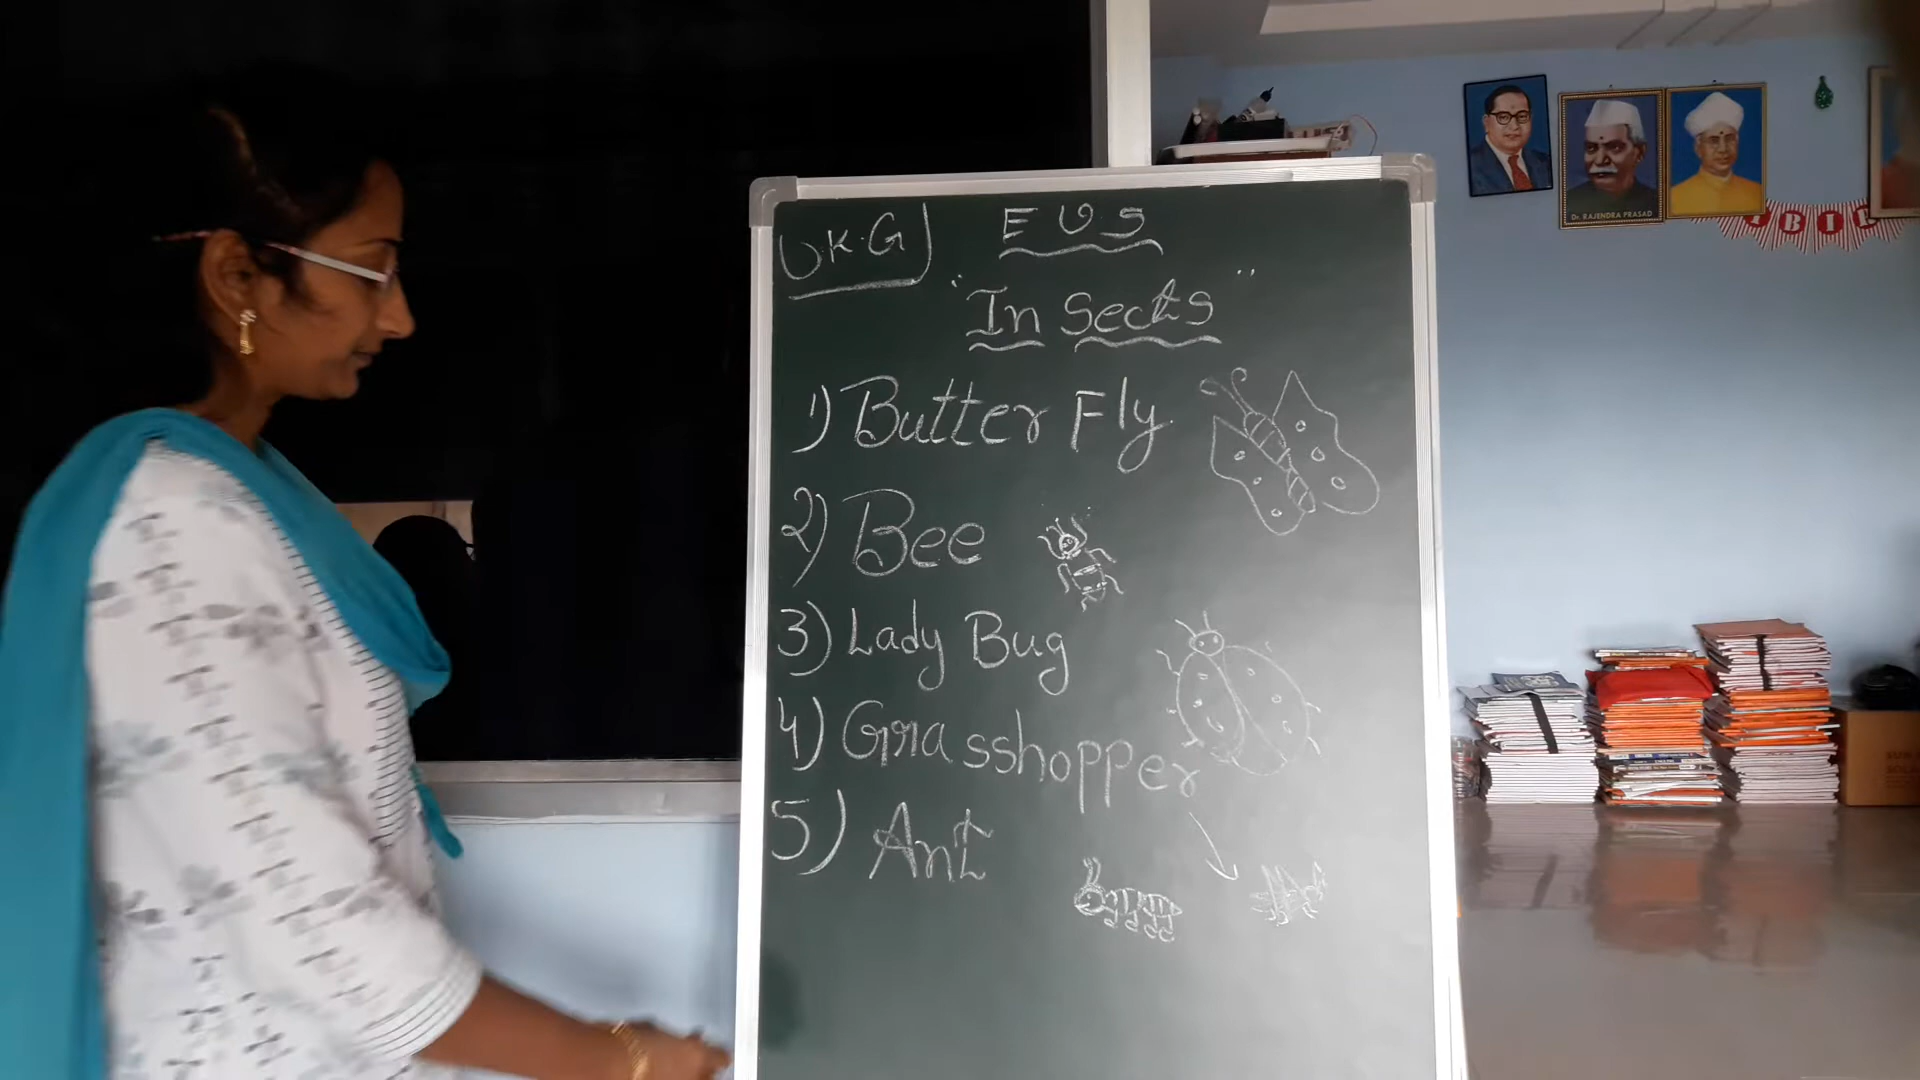 U.K.G
E V S
"In Sects"
1) Butter Fly
2) Bee
3) Lady Bug
4) Grasshopper
5) Ant
Dr. RAJENDRA PRASAD